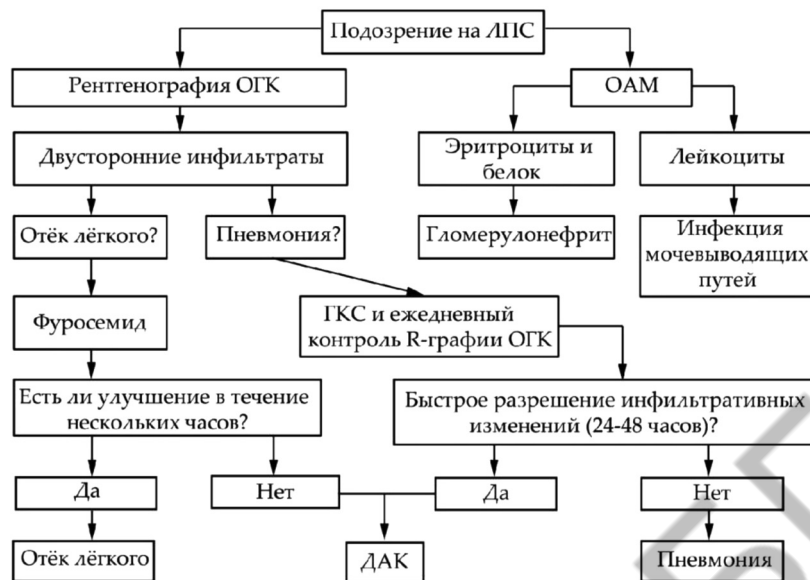 Подозрение на ЛПС
Рентгенография ОГК
ОАМ
Двусторонние инфильтраты
Эритроциты и
белок
Лейкоциты
Отёк лёгкого?
Пневмония?
Гломерулонефрит
Инфекция
мочевыводящих
путей
Фуросемид
ГКС и ежедневный
контроль R-графии ОГК
Есть ли улучшение в течение
нескольких часов?
Быстрое разрешение инфильтративных
изменений (24-48 часов)?
Да
Нет
Да
Нет
Отёк лёгкого
ДАК
Пневмония